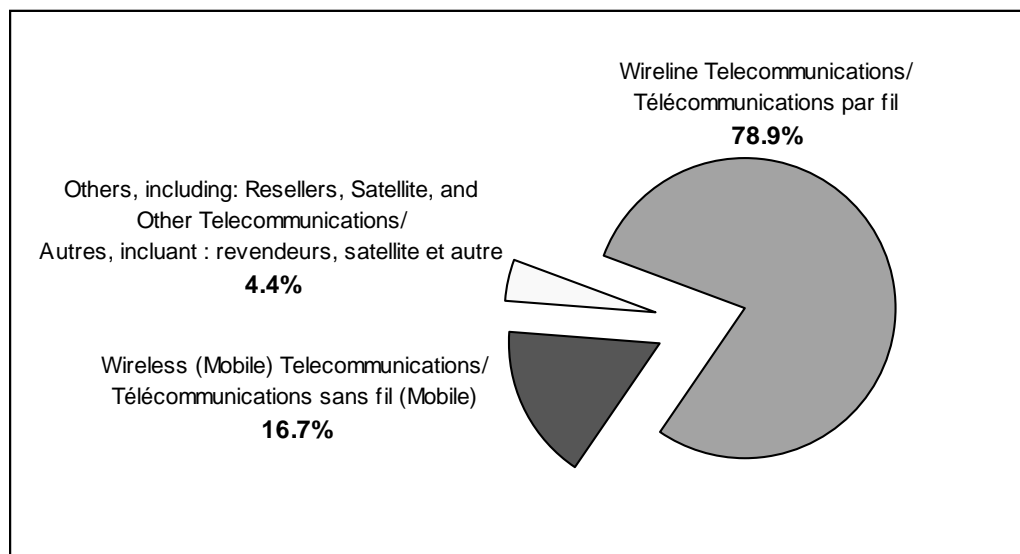 Wireline Telecommunications/
Télécommunications par fil
78.9%
Others, including: Resellers, Satellite, and
Other Telecommunications/
Autres, incluant : revendeurs, satellite et autre
4.4%
Wireless (Mobile) Telecommunications/
Télécommunications sans fil (Mobile)
16.7%